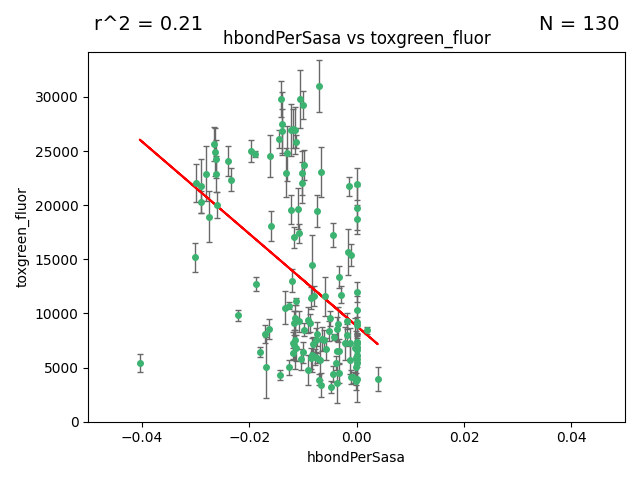 r^2 = 0.21
N = 130
hbondPerSasa vs toxgreen_fluor
toxgreen_fluor
30000
25000
20000
15000
10000
5000
0
−0.04
−0.02
0.00
0.02
0.04
hbondPerSasa